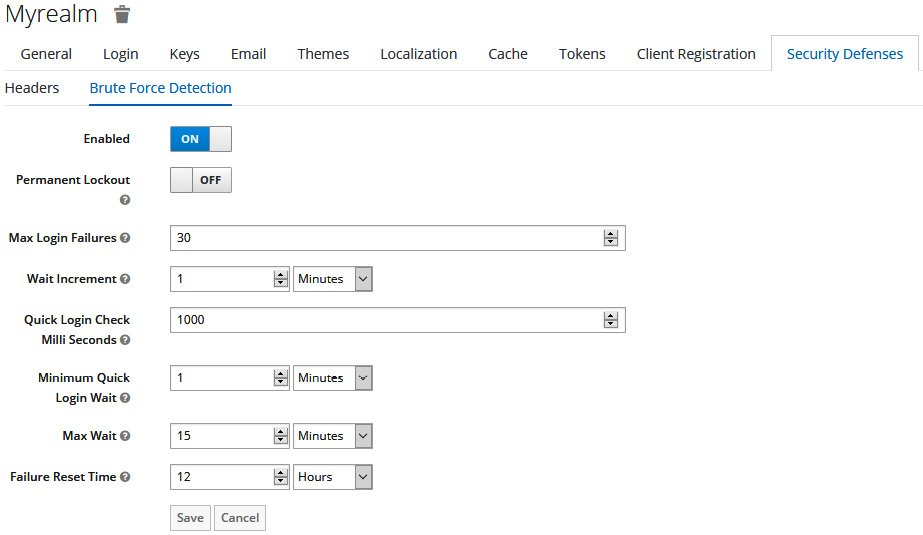 Myrealm
General Login Keys Email Themes Localization Cache Tokens Client Registration Security Defenses
Headers Brute Force Detection
Enabled ON
Permanent Lockout OFF
?
Max Login Failures ? 30
Wait Increment ? 1 Minutes
Quick Login Check 1000
Milli Seconds ?
Minimum Quick 1 Minutes
Login Wait ?
Max Wait ? 15 Minutes
Failure Reset Time ? 12 Hours
Save Cancel